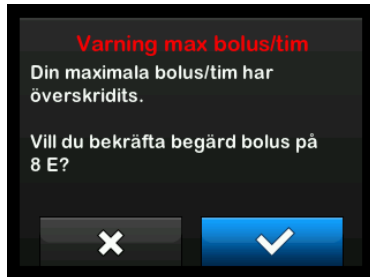 Varning max bolus/tim
Din maximala bolus/tim har
överskridits.
Vill du bekräfta begärd bolus på
8 E?